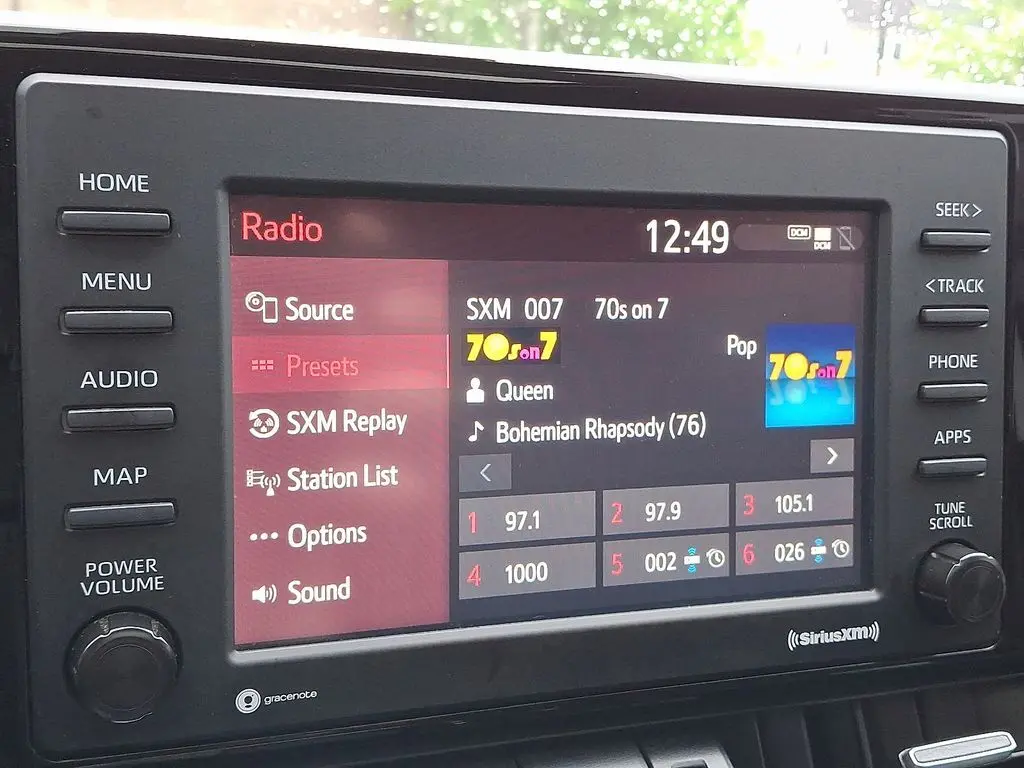 HOME
MENU
AUDIO
MAP
POWER
VOLUME
Radio
12:49
DCM
DCM
Source
Presets
SXM Replay
Station List
Options
Sound
SXM 007 70s on 7
70s on 7
Pop
70s on 7
Queen
Bohemian Rhapsody (76)
<
>
1 97.1
2 97.9
3 105.1
4 1000
5 002
6 026
SEEK>
<TRACK
PHONE
APPS
TUNE
SCROLL
gracenote
((SiriusXM))